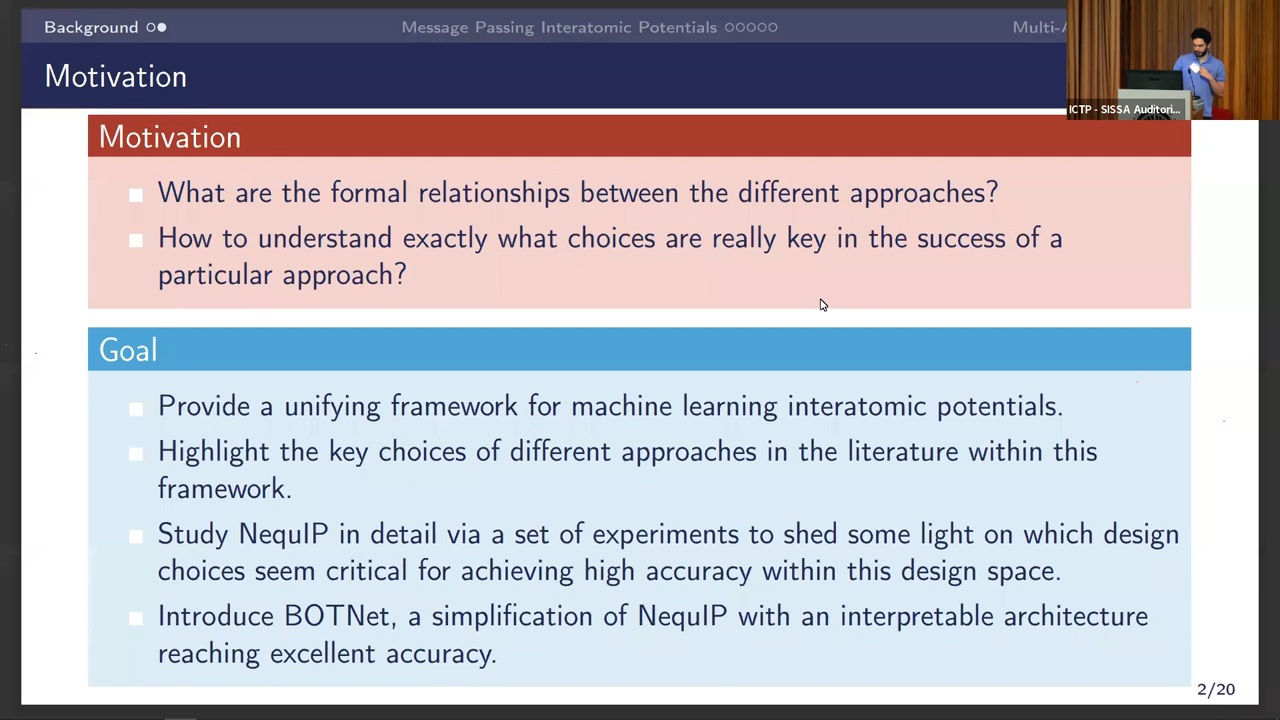 Background
Message Passing Interatomic Potentials
Multi-A
Motivation
ICTP - SISSA Auditori...
Motivation
What are the formal relationships between the different approaches?
How to understand exactly what choices are really key in the success of a
particular approach?
Goal
Provide a unifying framework for machine learning interatomic potentials.
Highlight the key choices of different approaches in the literature within this
framework.
Study NequIP in detail via a set of experiments to shed some light on which design
choices seem critical for achieving high accuracy within this design space.
Introduce BOTNet, a simplification of NequIP with an interpretable architecture
reaching excellent accuracy.
2/20